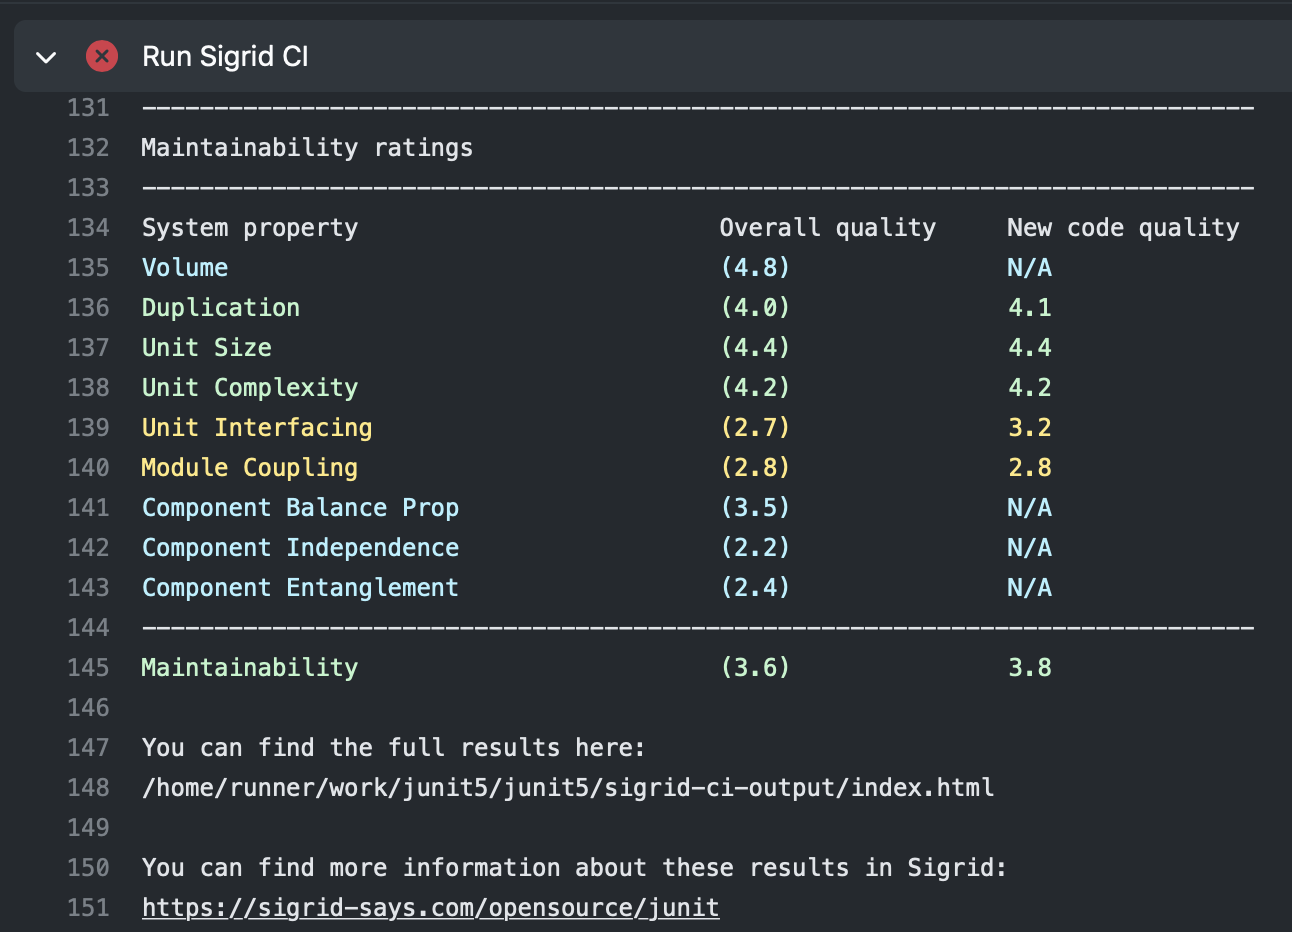 Run Sigrid CI
131 -----------------------------------------------------------------------------
132 Maintainability ratings
133 -----------------------------------------------------------------------------
134 System property Overall quality New code quality
135 Volume (4.8) N/A
136 Duplication (4.0) 4.1
137 Unit Size (4.4) 4.4
138 Unit Complexity (4.2) 4.2
139 Unit Interfacing (2.7) 3.2
140 Module Coupling (2.8) 2.8
141 Component Balance Prop (3.5) N/A
142 Component Independence (2.2) N/A
143 Component Entanglement (2.4) N/A
144 -----------------------------------------------------------------------------
145 Maintainability (3.6) 3.8
146
147 You can find the full results here:
148 /home/runner/work/junit5/junit5/sigrid-ci-output/index.html
149
150 You can find more information about these results in Sigrid:
151 https://sigrid-says.com/opensource/junit